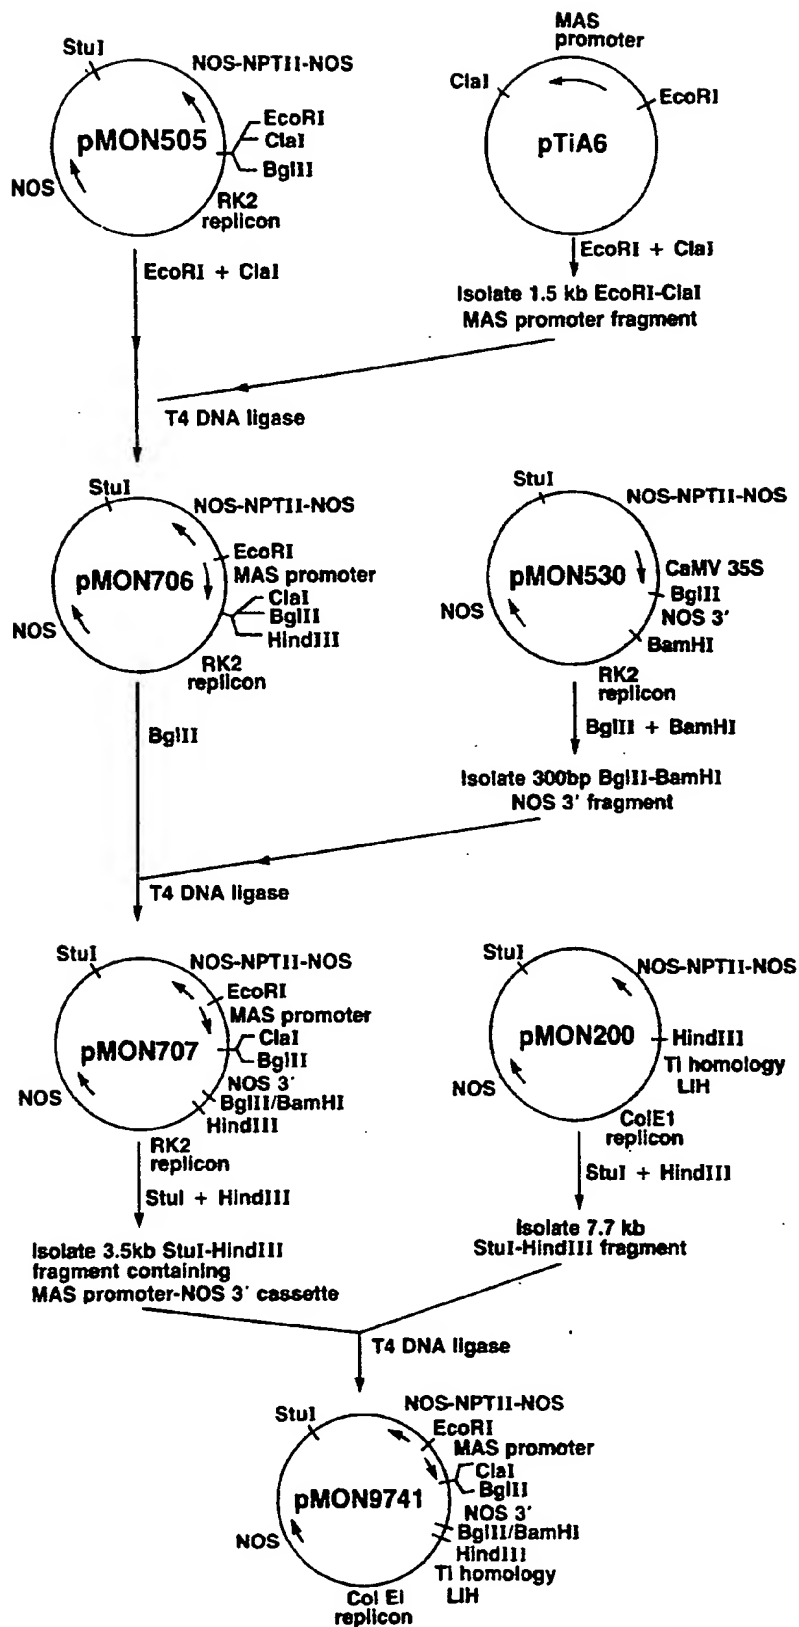 StuI
NOS-NPTII-NOS
EcoRI
ClaI
BglII
pMON505
NOS
RK2
replicon
MAS
promoter
ClaI
EcoRI
pTiA6
EcoRI + ClaI
EcoRI + ClaI
Isolate 1.5 kb EcoRI-ClaI
MAS promoter fragment
T4 DNA ligase
StuI
NOS-NPTII-NOS
EcoRI
MAS promoter
pMON706
ClaI
BglII
HindIII
NOS
RK2
replicon
StuI
NOS-NPTII-NOS
pMON530
CaMV 35S
BglII
NOS 3'
BamHI
NOS
RK2
replicon
BglII
BglII + BamHI
Isolate 300bp BglII-BamHI
NOS 3' fragment
T4 DNA ligase
StuI
NOS-NPTII-NOS
EcoRI
MAS promoter
pMON707
ClaI
BglII
NOS 3'
BglII/BamHI
HindIII
NOS
RK2
replicon
StuI
NOS-NPTII-NOS
pMON200
HindIII
Ti homology
LIH
NOS
ColE1
replicon
StuI + HindIII
StuI + HindIII
Isolate 3.5kb StuI-HindIII
fragment containing
MAS promoter-NOS 3' cassette
Isolate 7.7 kb
StuI-HindIII fragment
T4 DNA ligase
StuI
NOS-NPTII-NOS
EcoRI
MAS promoter
ClaI
BglII
pMON9741
NOS 3'
BglII/BamHI
HindIII
Ti homology
LIH
NOS
Col EI
replicon